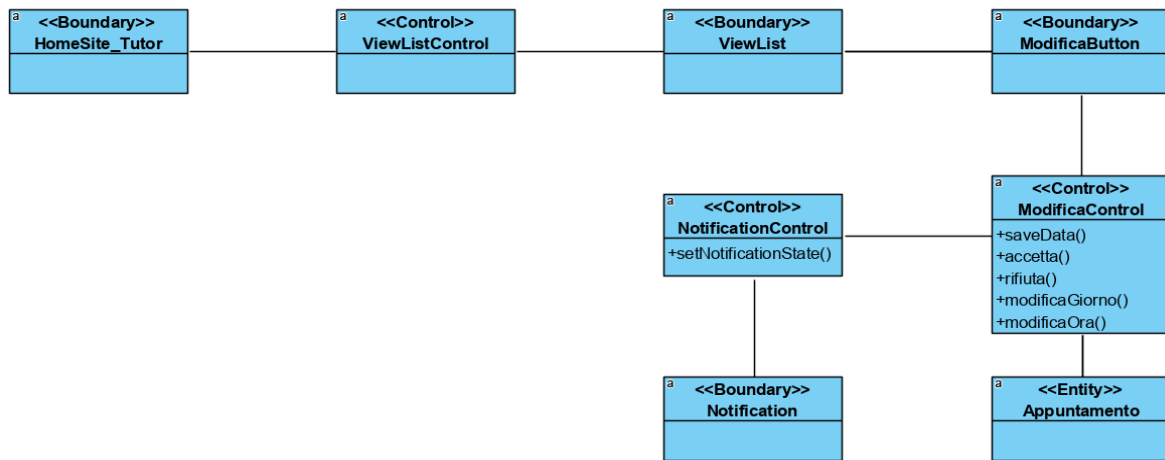 a
<<Boundary>>
HomeSite_Tutor
a
<<Control>>
ViewListControl
a
<<Boundary>>
ViewList
a
<<Boundary>>
ModificaButton
a
<<Control>>
NotificationControl
+setNotificationState()
a
<<Control>>
ModificaControl
+saveData()
+accetta()
+rifiuta()
+modificaGiorno()
+modificaOra()
a
<<Boundary>>
Notification
a
<<Entity>>
Appuntamento